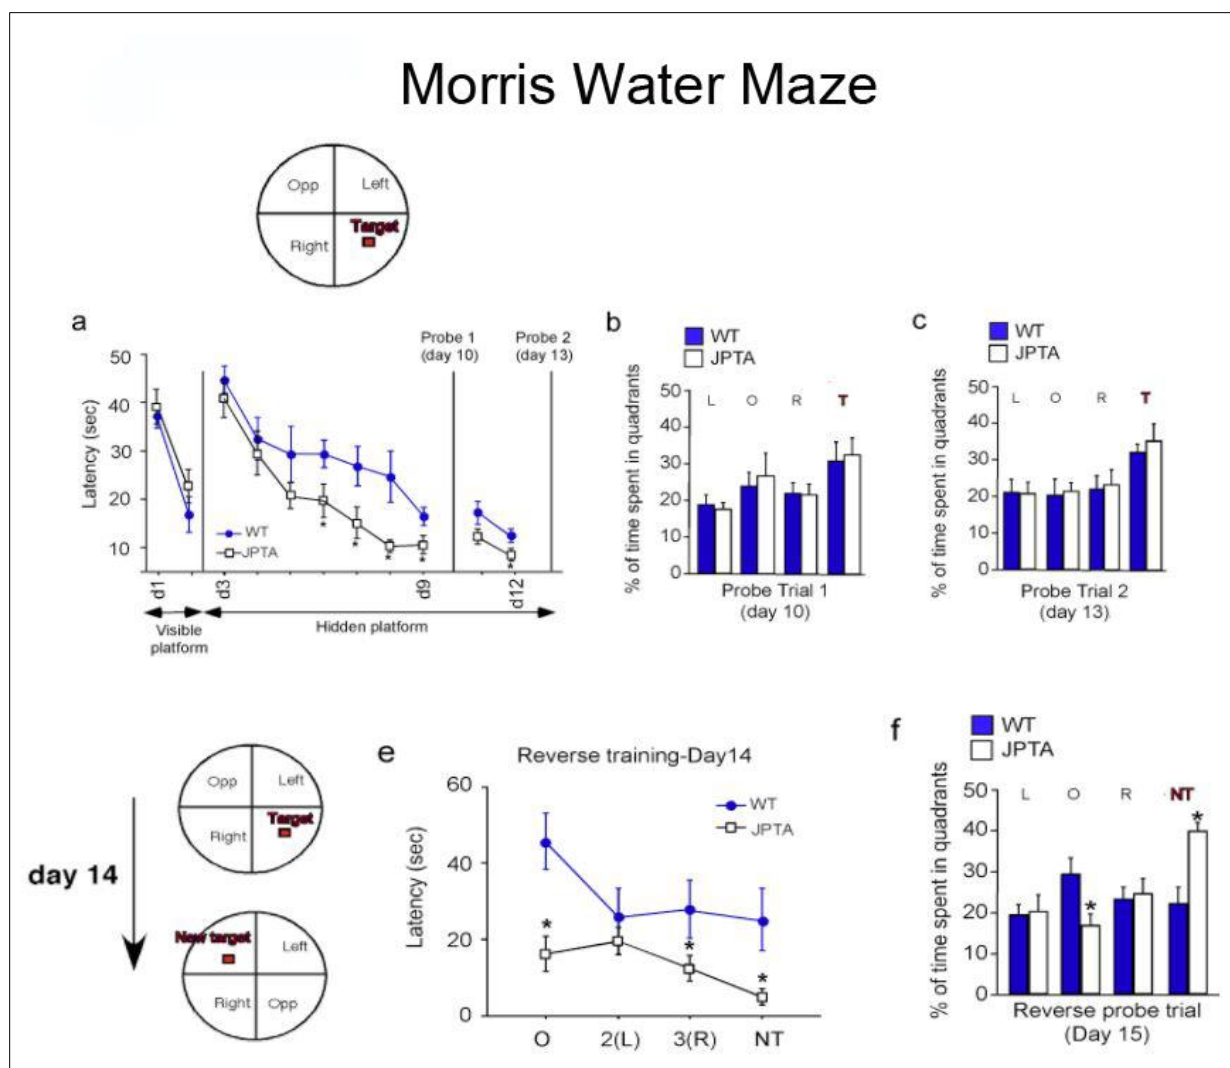 Morris Water Maze
Opp
Left
Target
Right
a
Probe 1
(day 10)
Probe 2
(day 13)
50
40
30
20
10
Latency (sec)
WT
JPTA
*
*
*
*
*
d1
d3
d9
d12
Visible
platform
Hidden platform
b
WT
JPTA
50
40
30
20
10
0
% of time spent in quadrants
L O R T
Probe Trial 1
(day 10)
c
WT
JPTA
50
40
30
20
10
0
% of time spent in quadrants
L O R T
Probe Trial 2
(day 13)
day 14
Opp
Left
Target
Right
New target
Left
Right
Opp
e
Reverse training-Day14
60
40
20
0
Latency (sec)
WT
JPTA
*
*
*
O 2(L) 3(R) NT
f
WT
JPTA
50
40
30
20
10
0
% of time spent in quadrants
L O R NT
*
*
Reverse probe trial
(Day 15)